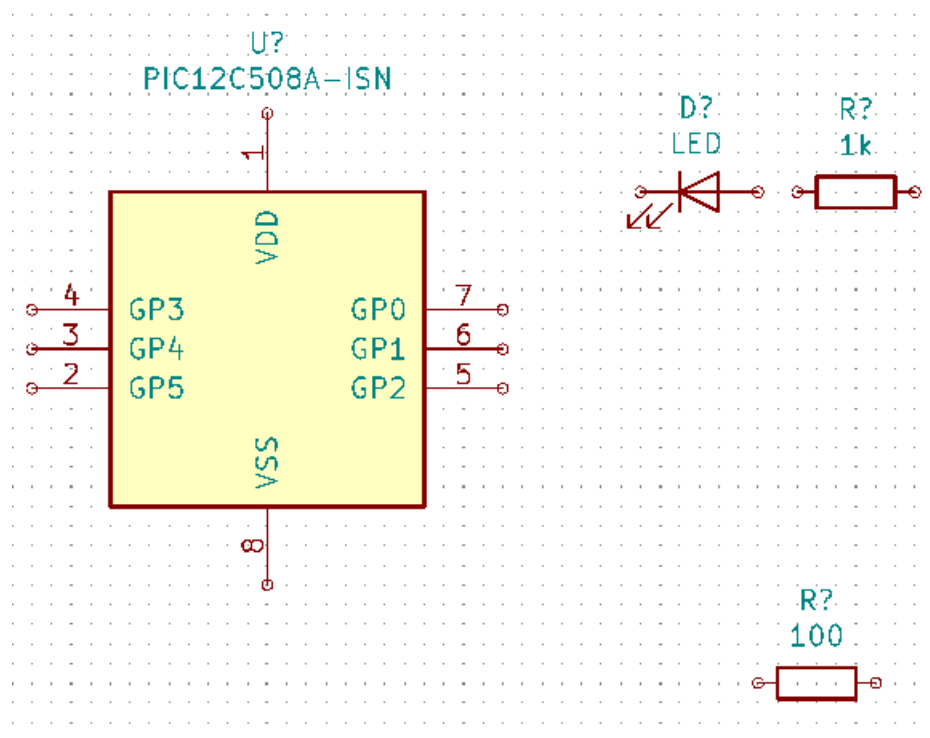 U?
PIC12C508A-ISN
D?
LED
R?
1k
1
VDD
4
GP3
GP0
7
3
GP4
GP1
6
2
GP5
GP2
5
VSS
8
R?
100